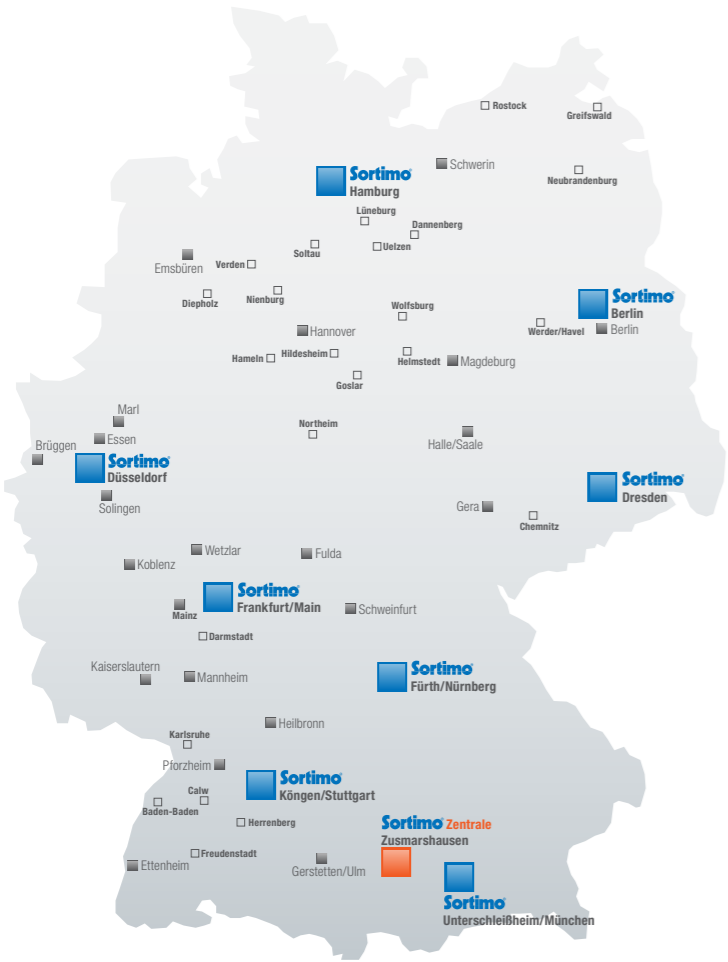 Rostock
Greifswald
Schwerin
Neubrandenburg
Sortimo®
Hamburg
Lüneburg
Dannenberg
Uelzen
Soltau
Verden
Emsbüren
Diepholz
Nienburg
Wolfsburg
Sortimo®
Berlin
Berlin
Werder/Havel
Hannover
Hildesheim
Hameln
Helmstedt
Magdeburg
Goslar
Marl
Northeim
Essen
Halle/Saale
Brüggen
Sortimo®
Düsseldorf
Sortimo®
Dresden
Solingen
Gera
Chemnitz
Wetzlar
Fulda
Koblenz
Sortimo®
Frankfurt/Main
Mainz
Schweinfurt
Darmstadt
Kaiserslautern
Mannheim
Sortimo®
Fürth/Nürnberg
Heilbronn
Karlsruhe
Pforzheim
Sortimo®
Köngen/Stuttgart
Calw
Baden-Baden
Herrenberg
Sortimo® Zentrale
Zusmarshausen
Freudenstadt
Ettenheim
Gerstetten/Ulm
Sortimo®
Unterschleißheim/München